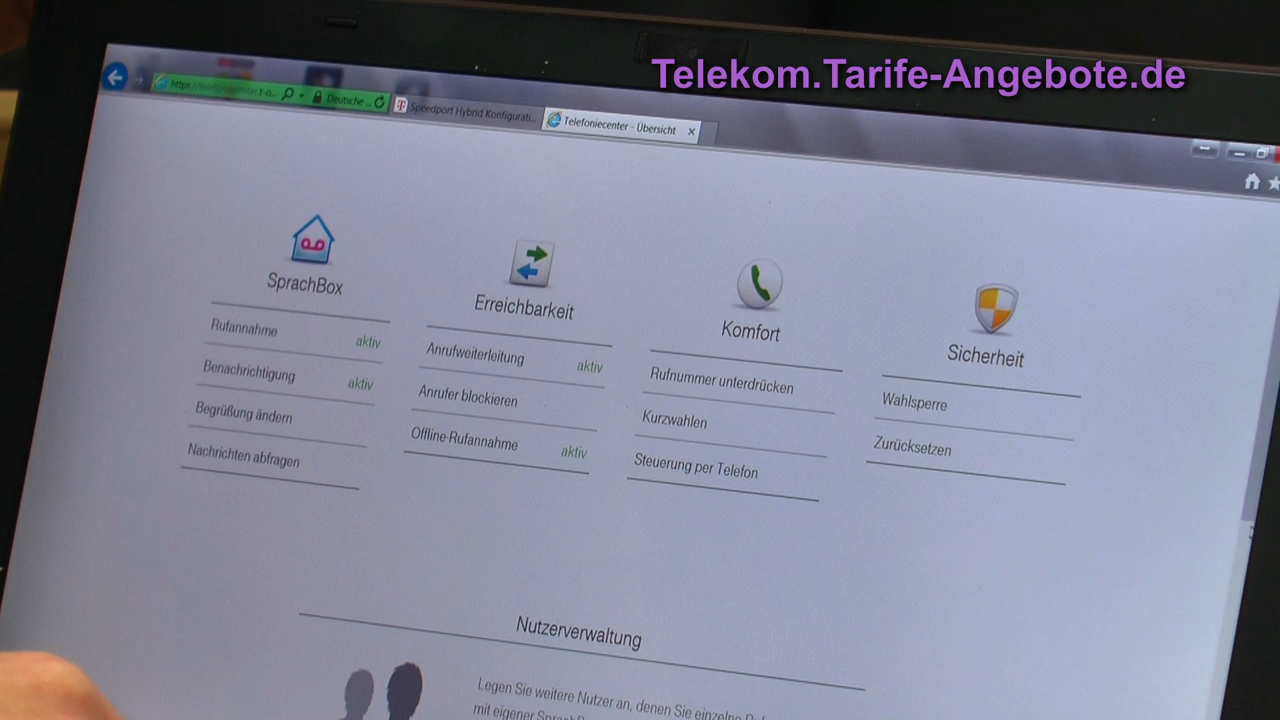 Telekom.Tarife-Angebote.de
https:// Deutsche ...
Speedport Hybrid Konfigurati...
Telefoniecenter - Übersicht
SprachBox
Rufannahme aktiv
Benachrichtigung aktiv
Begrüßung ändern
Nachrichten abfragen
Erreichbarkeit
Anrufweiterleitung aktiv
Anrufer blockieren
Offline-Rufannahme aktiv
Komfort
Rufnummer unterdrücken
Kurzwahlen
Steuerung per Telefon
Sicherheit
Wahlsperre
Zurücksetzen
Nutzerverwaltung
Legen Sie weitere Nutzer an, denen Sie einzelne
mit eigener